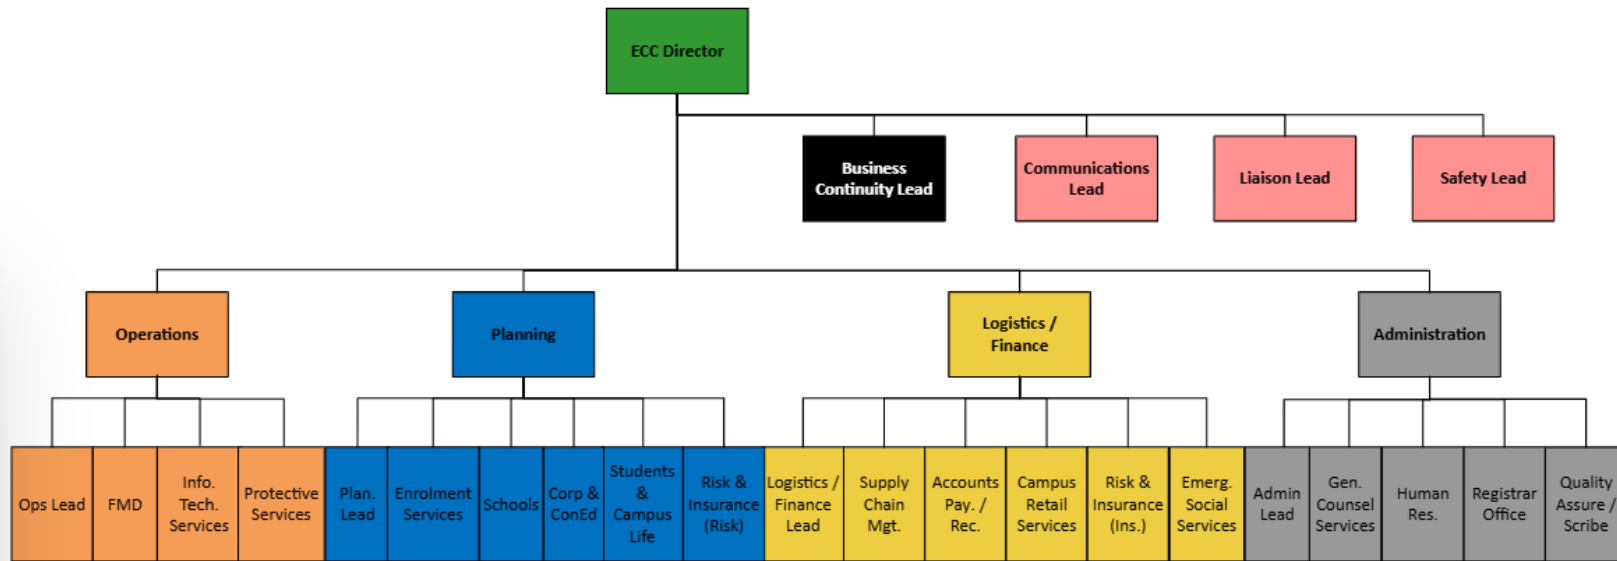 ECC Director
Business
Continuity Lead
Communications
Lead
Liaison Lead
Safety Lead
Operations
Planning
Logistics /
Finance
Administration
Ops Lead
FMD
Info.
Tech.
Services
Protective
Services
Plan.
Lead
Enrolment
Services
Schools
Corp &
ConEd
Students
&
Campus
Life
Risk &
Insurance
(Risk)
Logistics /
Finance
Lead
Supply
Chain
Mgt.
Accounts
Pay. /
Rec.
Campus
Retail
Services
Risk &
Insurance
(Ins.)
Emerg.
Social
Services
Admin
Lead
Gen.
Counsel
Services
Human
Res.
Registrar
Office
Quality
Assure /
Scribe